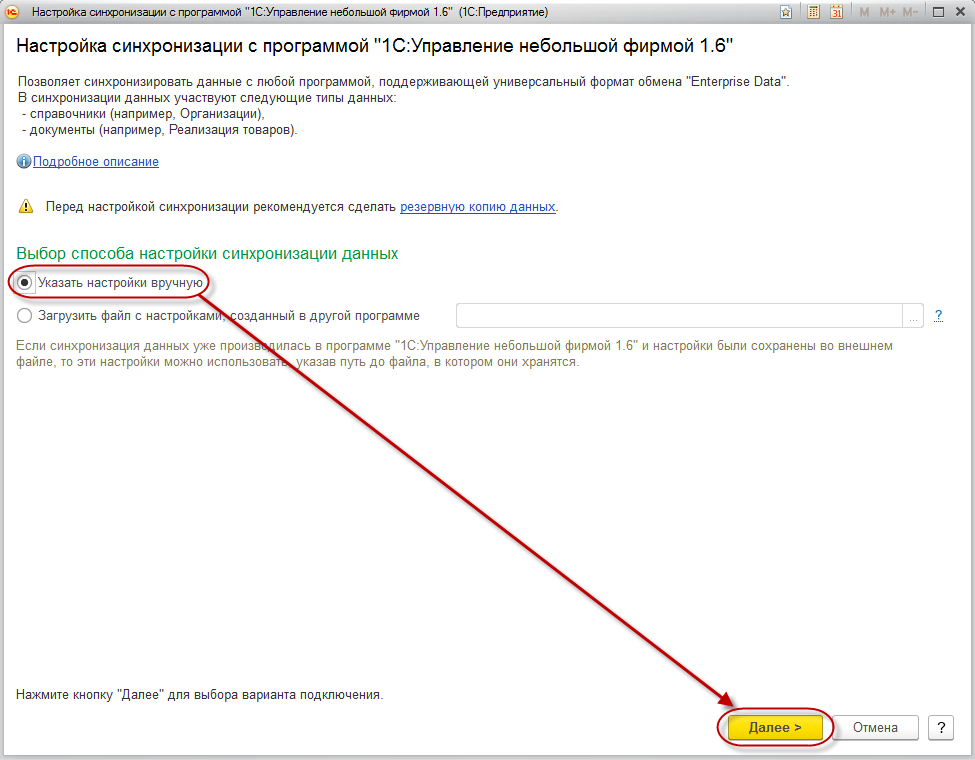 Настройка синхронизации с программой "1С:Управление небольшой фирмой 1.6" (1С:Предприятие)
31 M M+ M-
Настройка синхронизации с программой "1С:Управление небольшой фирмой 1.6"
Позволяет синхронизировать данные с любой программой, поддерживающей универсальный формат обмена "Enterprise Data".
В синхронизации данных участвуют следующие типы данных:
- справочники (например, Организации),
- документы (например, Реализация товаров).
Подробное описание
Перед настройкой синхронизации рекомендуется сделать резервную копию данных.
Выбор способа настройки синхронизации данных
Указать настройки вручную
Загрузить файл с настройками, созданный в другой программе ... ?
Если синхронизация данных уже производилась в программе "1С:Управление небольшой фирмой 1.6" и настройки были сохранены во внешнем
файле, то эти настройки можно использовать, указав путь до файла, в котором они хранятся.
Нажмите кнопку "Далее" для выбора варианта подключения.
Далее > Отмена ?